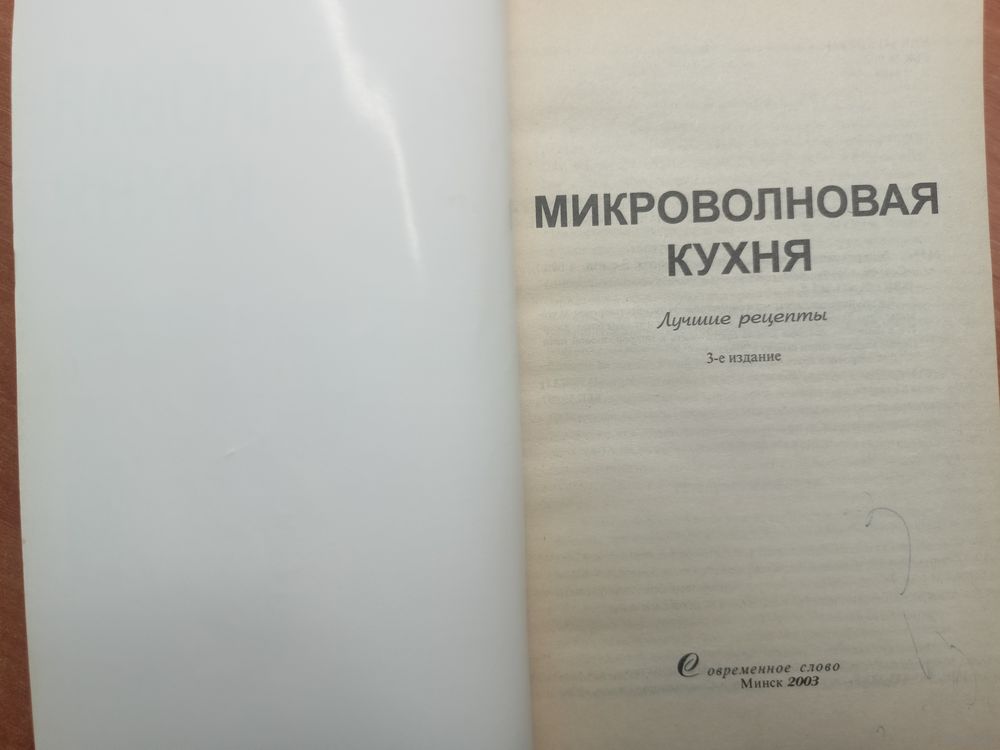 МИКРОВОЛНОВАЯ
КУХНЯ
Лучшие рецепты
3-е издание
Современное слово
Минск 2003